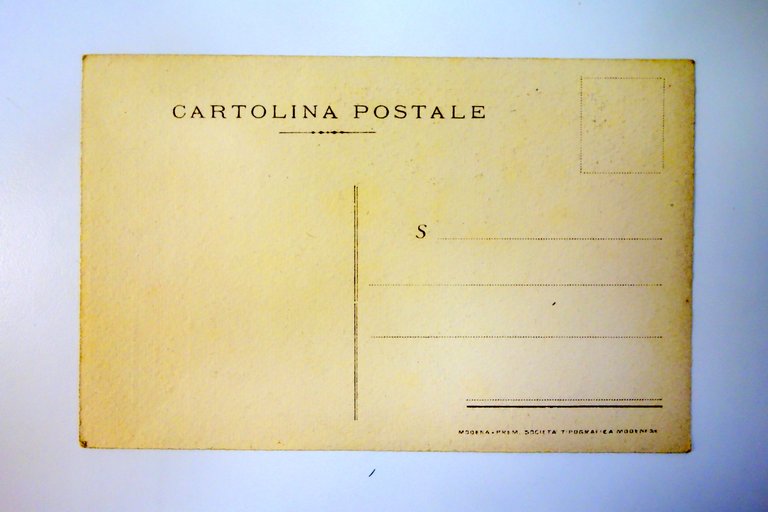 CARTOLINA POSTALE
S
MODENA - PREM. SOCIETÀ TIPOGRAFICA MODENESE